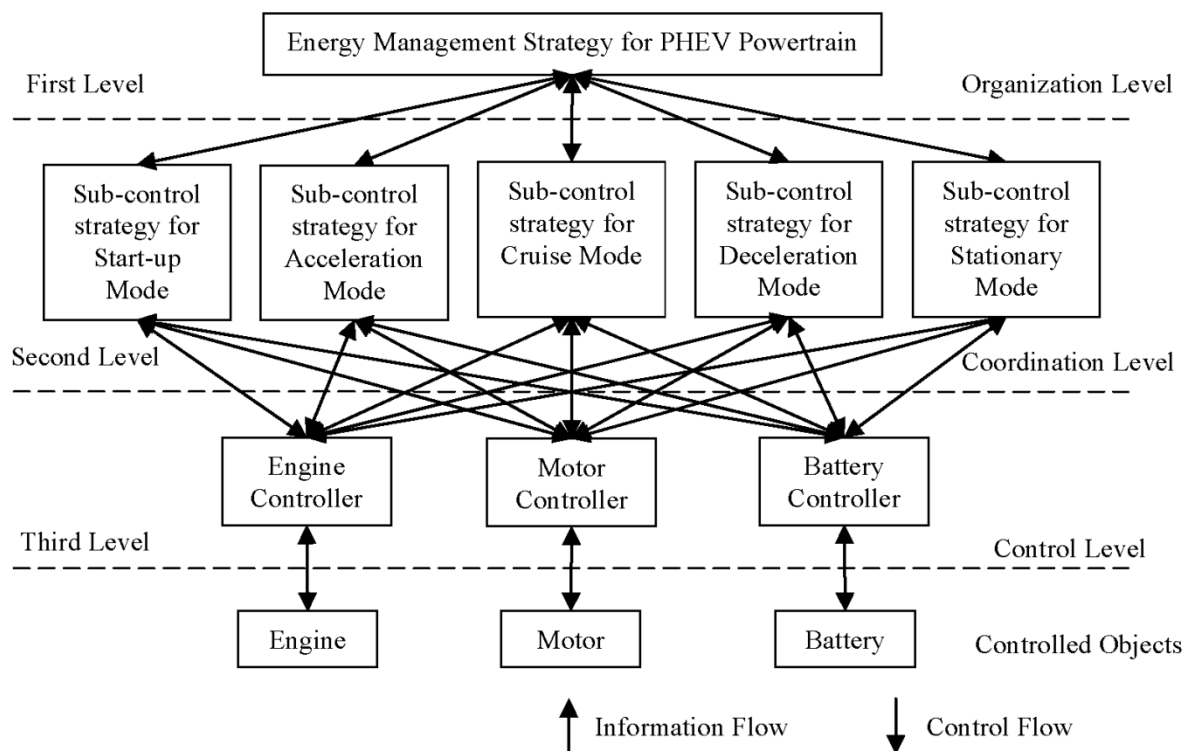 Energy Management Strategy for PHEV Powertrain
First Level
Organization Level
Sub-control
strategy for
Start-up
Mode
Sub-control
strategy for
Acceleration
Mode
Sub-control
strategy for
Cruise Mode
Sub-control
strategy for
Deceleration
Mode
Sub-control
strategy for
Stationary
Mode
Second Level
Coordination Level
Engine
Controller
Motor
Controller
Battery
Controller
Third Level
Control Level
Engine
Motor
Battery
Controlled Objects
Information Flow
Control Flow